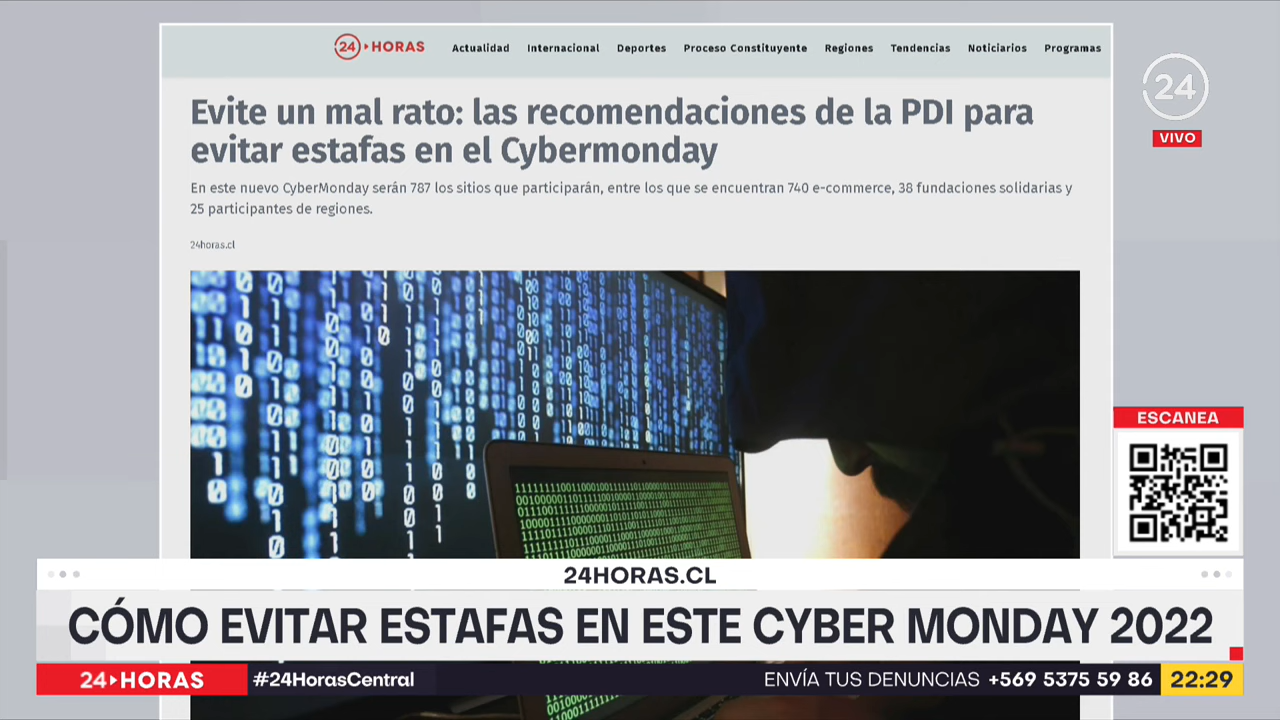 24 HORAS
Actualidad Internacional Deportes Proceso Constituyente Regiones Tendencias Noticiarios Programas
Evite un mal rato: las recomendaciones de la PDI para
evitar estafas en el Cybermonday
En este nuevo CyberMonday serán 787 los sitios que participarán, entre los que se encuentran 740 e-commerce, 38 fundaciones solidarias y
25 participantes de regiones.
24horas.cl
24
VIVO
ESCANEA
24HORAS.CL
CÓMO EVITAR ESTAFAS EN ESTE CYBER MONDAY 2022
24 HORAS #24HorasCentral ENVÍA TUS DENUNCIAS +569 5375 59 86 22:29